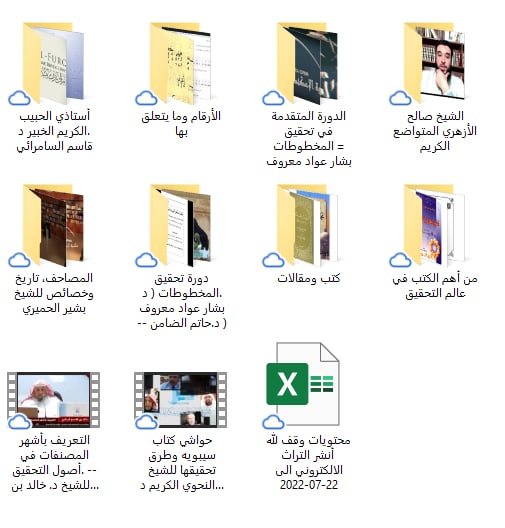 الشيخ صالح
الأزهري المتواضع
الكريم
الدورة المتقدمة
في تحقيق
المخطوطات =
بشار عواد معروف
الأرقام وما يتعلق
بها
أستاذي الحبيب
الكريم الخبير د.
قاسم السامرائي
من أهم الكتب في
عالم التحقيق
كتب ومقالات
دورة تحقيق
المخطوطات ( د.
بشار عواد معروف
-- د.حاتم الضامن )
المصاحف، تاريخ
وخصائص للشيخ
بشير الحميري
محتويات وقف لله
أنشر التراث
الالكتروني الى
2022-07-22
حواشي كتاب
سيبويه وطرق
تحقيقها للشيخ
النحوي الكريم د...
التعريف بأشهر
المصنفات في
أصول التحقيق. --
للشيخ د. خالد بن...